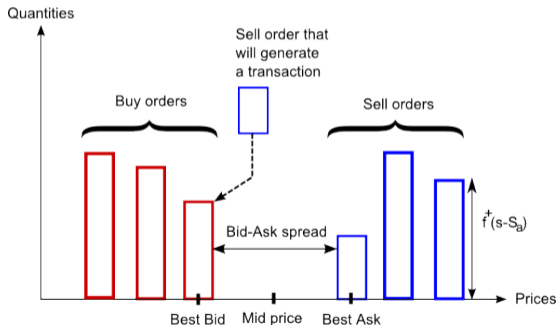 Quantities
Sell order that
will generate
a transaction
Buy orders
Sell orders
Bid-Ask spread
f⁺(s-Sₐ)
Prices
Best Bid
Mid price
Best Ask